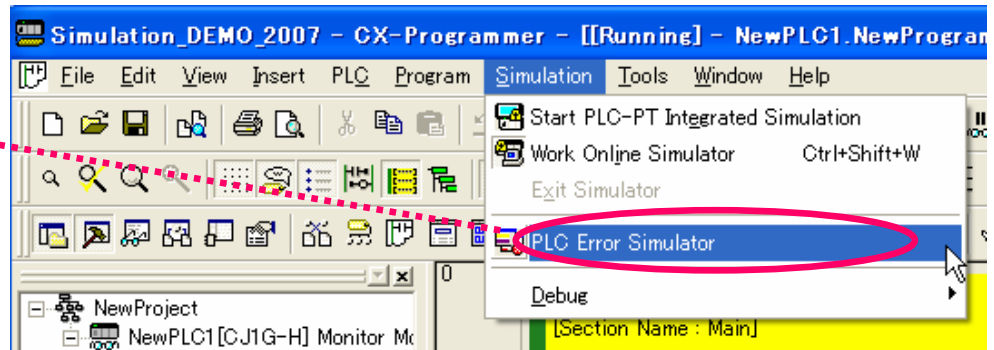 Simulation_DEMO_2007 - CX-Programmer - [[Running] - NewPLC1.NewProgram
File Edit View Insert PLC Program Simulation Tools Window Help
Start PLC-PT Integrated Simulation
Work Online Simulator Ctrl+Shift+W
Exit Simulator
PLC Error Simulator
Debug
0
NewProject
NewPLC1[CJ1G-H] Monitor Mo
[Section Name : Main]